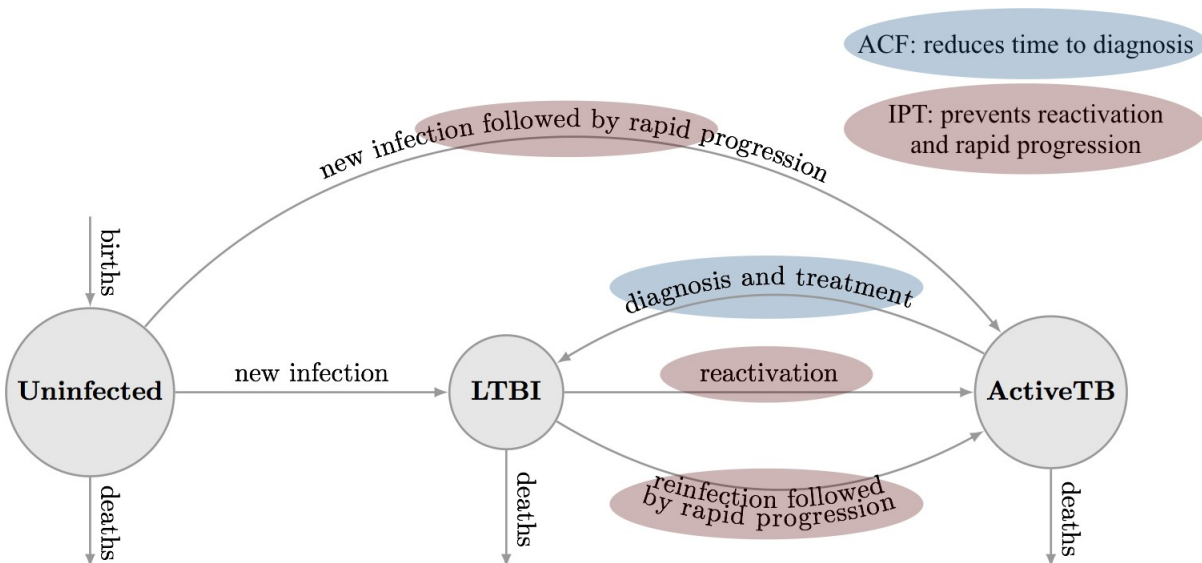 ACF: reduces time to diagnosis
IPT: prevents reactivation
and rapid progression
new infection followed by rapid progression
births
diagnosis and treatment
Uninfected
new infection
LTBI
reactivation
ActiveTB
reinfection followed
by rapid progression
deaths
deaths
deaths